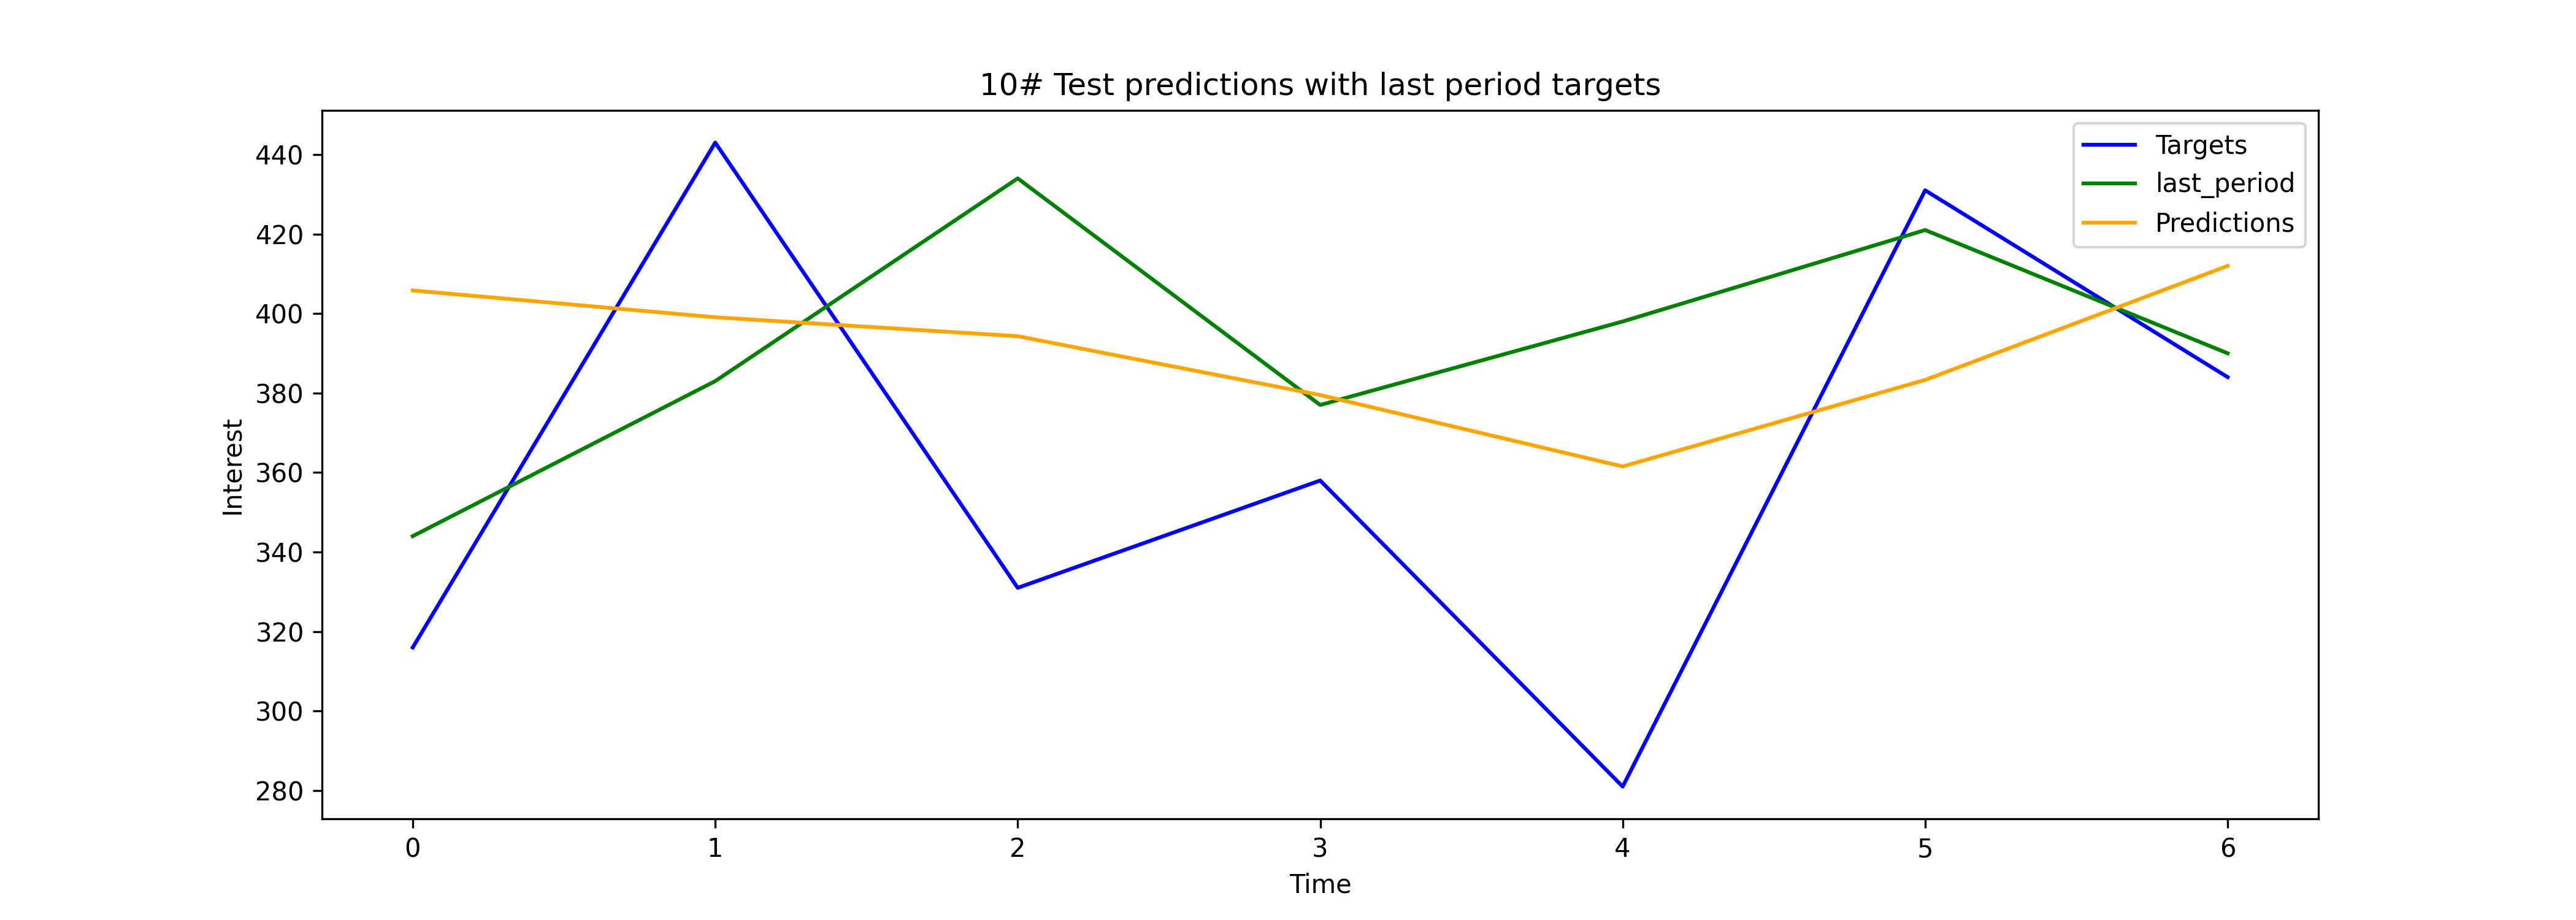 10# Test predictions with last period targets
Targets
last_period
Predictions
Interest
440
420
400
380
360
340
320
300
280
0 1 2 3 4 5 6
Time